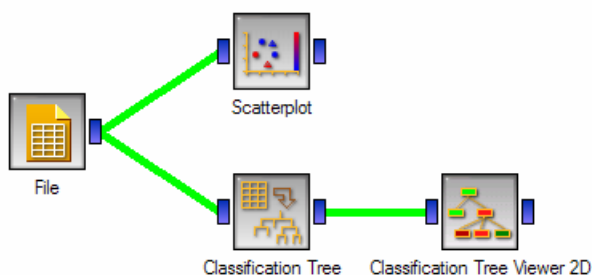 Scatterplot
File
Classification Tree
Classification Tree Viewer 2D